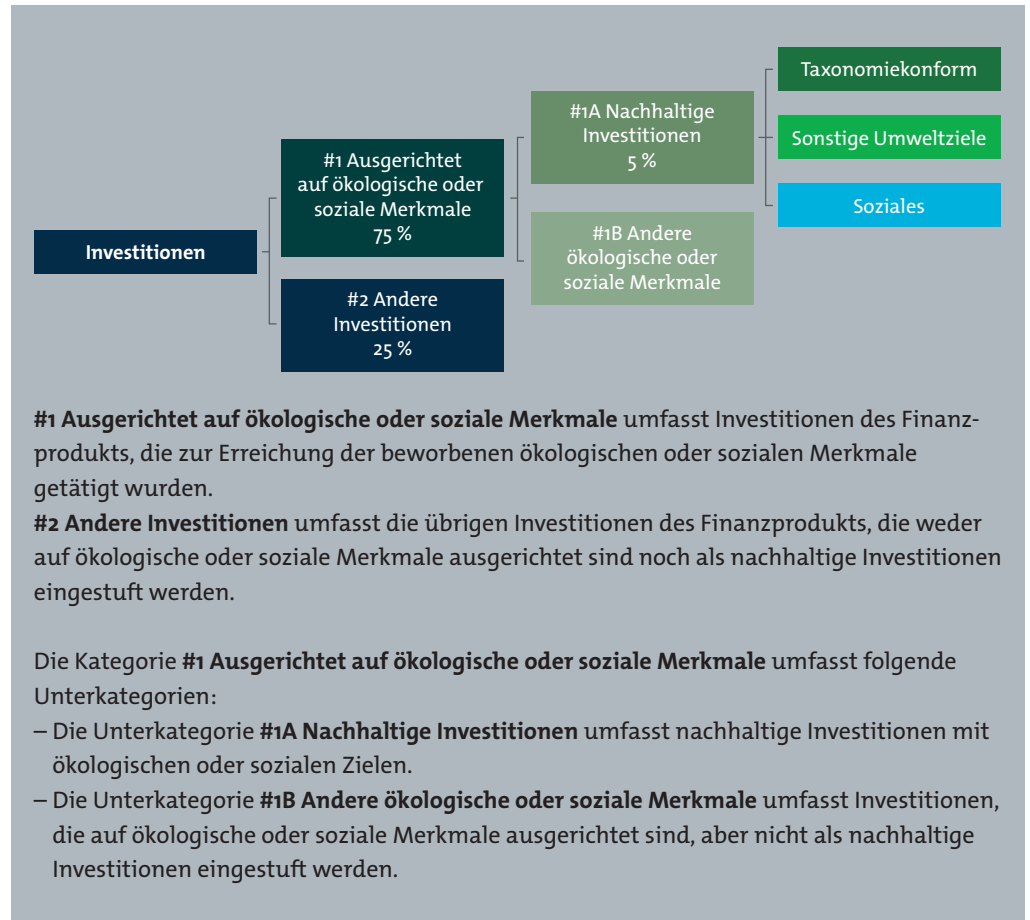 Taxonomiekonform
#1A Nachhaltige
Investitionen
5 %
Sonstige Umweltziele
#1 Ausgerichtet
auf ökologische oder
soziale Merkmale
75 %
Soziales
#1B Andere
ökologische oder
soziale Merkmale
Investitionen
#2 Andere
Investitionen
25 %
#1 Ausgerichtet auf ökologische oder soziale Merkmale umfasst Investitionen des Finanz-
produkts, die zur Erreichung der beworbenen ökologischen oder sozialen Merkmale
getätigt wurden.
#2 Andere Investitionen umfasst die übrigen Investitionen des Finanzprodukts, die weder
auf ökologische oder soziale Merkmale ausgerichtet sind noch als nachhaltige Investitionen
eingestuft werden.
Die Kategorie #1 Ausgerichtet auf ökologische oder soziale Merkmale umfasst folgende
Unterkategorien:
– Die Unterkategorie #1A Nachhaltige Investitionen umfasst nachhaltige Investitionen mit
ökologischen oder sozialen Zielen.
– Die Unterkategorie #1B Andere ökologische oder soziale Merkmale umfasst Investitionen,
die auf ökologische oder soziale Merkmale ausgerichtet sind, aber nicht als nachhaltige
Investitionen eingestuft werden.